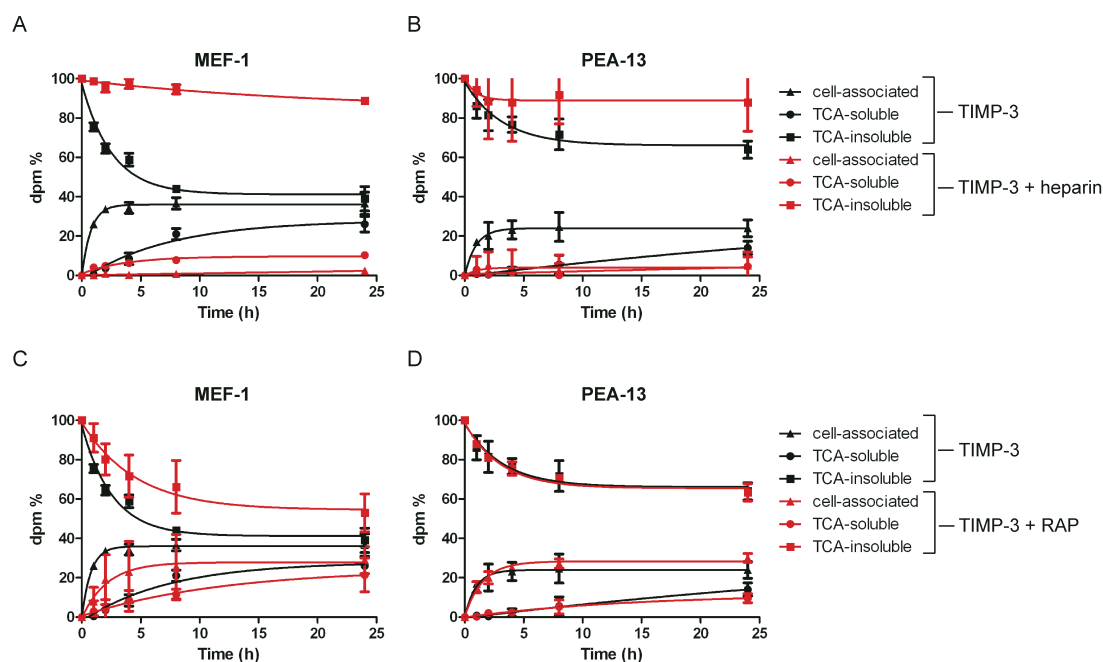 A
MEF-1
dpm %
100
80
60
40
20
0
0 5 10 15 20 25
Time (h)
B
PEA-13
dpm %
100
80
60
40
20
0
0 5 10 15 20 25
Time (h)
cell-associated
TCA-soluble
TCA-insoluble
TIMP-3
cell-associated
TCA-soluble
TCA-insoluble
TIMP-3 + heparin
C
MEF-1
dpm %
100
80
60
40
20
0
0 5 10 15 20 25
Time (h)
D
PEA-13
dpm %
100
80
60
40
20
0
0 5 10 15 20 25
Time (h)
cell-associated
TCA-soluble
TCA-insoluble
TIMP-3
cell-associated
TCA-soluble
TCA-insoluble
TIMP-3 + RAP